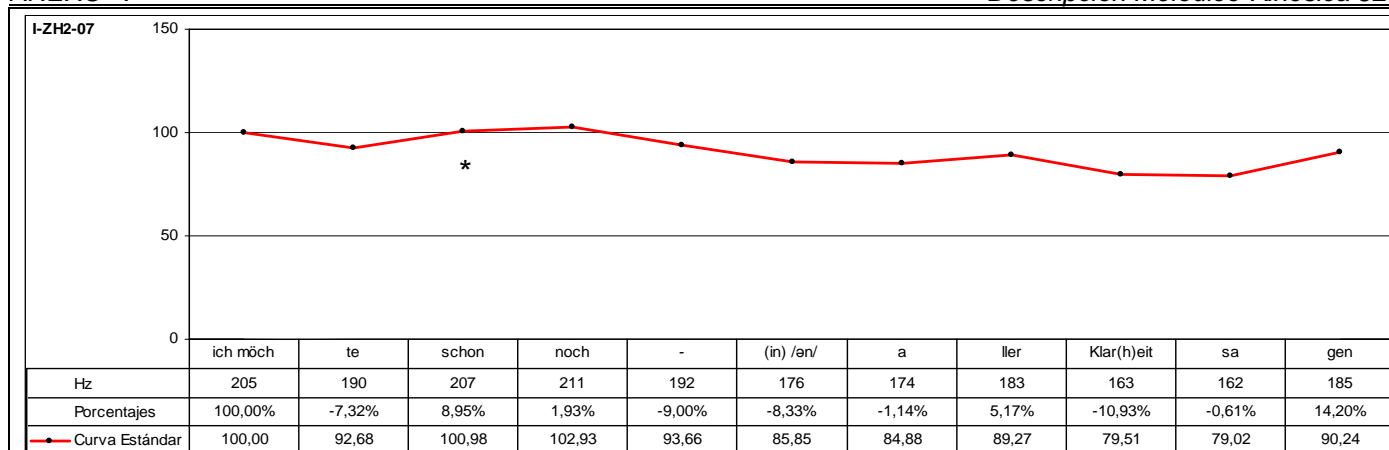 I-ZH2-07
150
100
*
50
0
ich möch te schon noch - (in) /ən/ a ller Klar(h)eit sa gen
Hz 205 190 207 211 192 176 174 183 163 162 185
Porcentajes 100,00% -7,32% 8,95% 1,93% -9,00% -8,33% -1,14% 5,17% -10,93% -0,61% 14,20%
Curva Estándar 100,00 92,68 100,98 102,93 93,66 85,85 84,88 89,27 79,51 79,02 90,24